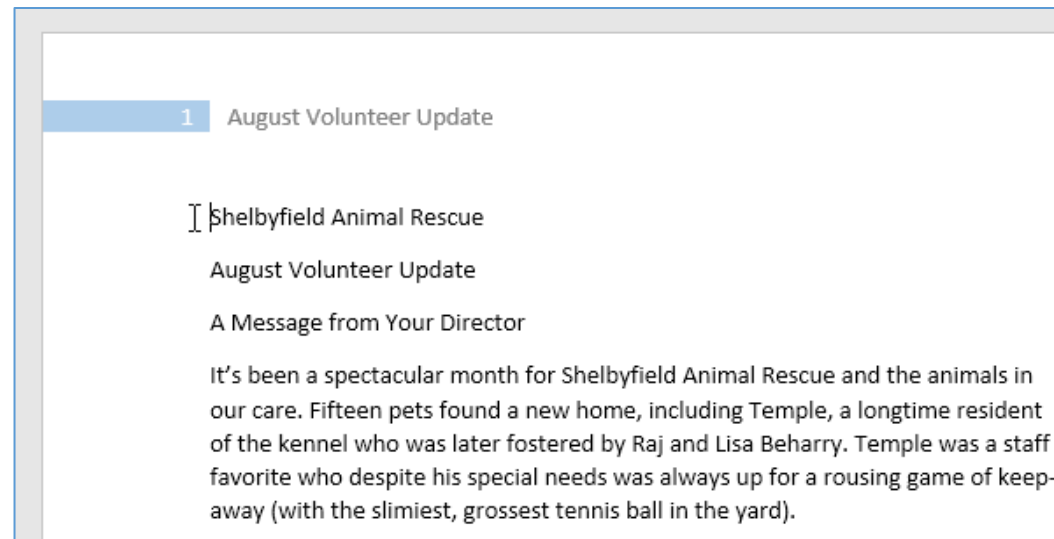 1 August Volunteer Update
Shelbyfield Animal Rescue
August Volunteer Update
A Message from Your Director
It’s been a spectacular month for Shelbyfield Animal Rescue and the animals in
our care. Fifteen pets found a new home, including Temple, a longtime resident
of the kennel who was later fostered by Raj and Lisa Beharry. Temple was a staff
favorite who despite his special needs was always up for a rousing game of keep-
away (with the slimiest, grossest tennis ball in the yard).